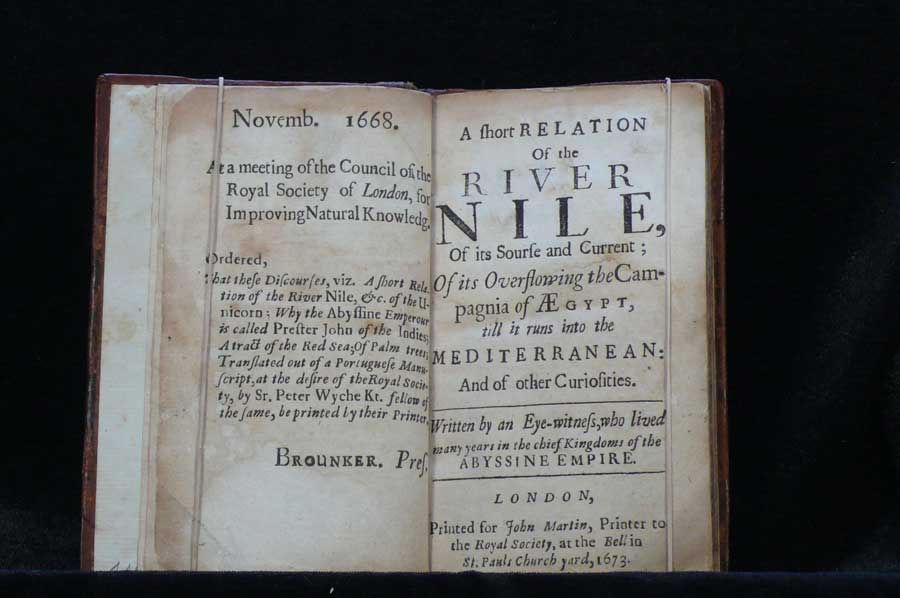 Novemb. 1668.
At a meeting of the Council of the
Royal Society of London, for
Improving Natural Knowledg.
Ordered,
That theſe Diſcourſes, viz. A ſhort Rela-
tion of the River Nile, &c. of the U-
nicorn; Why the Abyſſine Emperour
is called Preſter John of the Indies;
A tract of the Red Sea; Of Palm trees;
Tranſlated out of a Portugueſe Manu-
ſcript, at the deſire of the Royal Socie-
ty, by Sr. Peter Wyche Kt. fellow of
the ſame, be printed by their Printer,
BROUNKER. Preſ.
A ſhort RELATION
Of the
RIVER
NILE,
Of its Sourſe and Current;
Of its Overflowing the Cam-
pagnia of ÆGYPT,
till it runs into the
MEDITERRANEAN:
And of other Curioſities.
Written by an Eye-witneſs, who lived
many years in the chief Kingdoms of the
ABYSSINE EMPIRE.
LONDON,
Printed for John Martin, Printer to
the Royal Society, at the Bell in
St. Pauls Church yard, 1673.